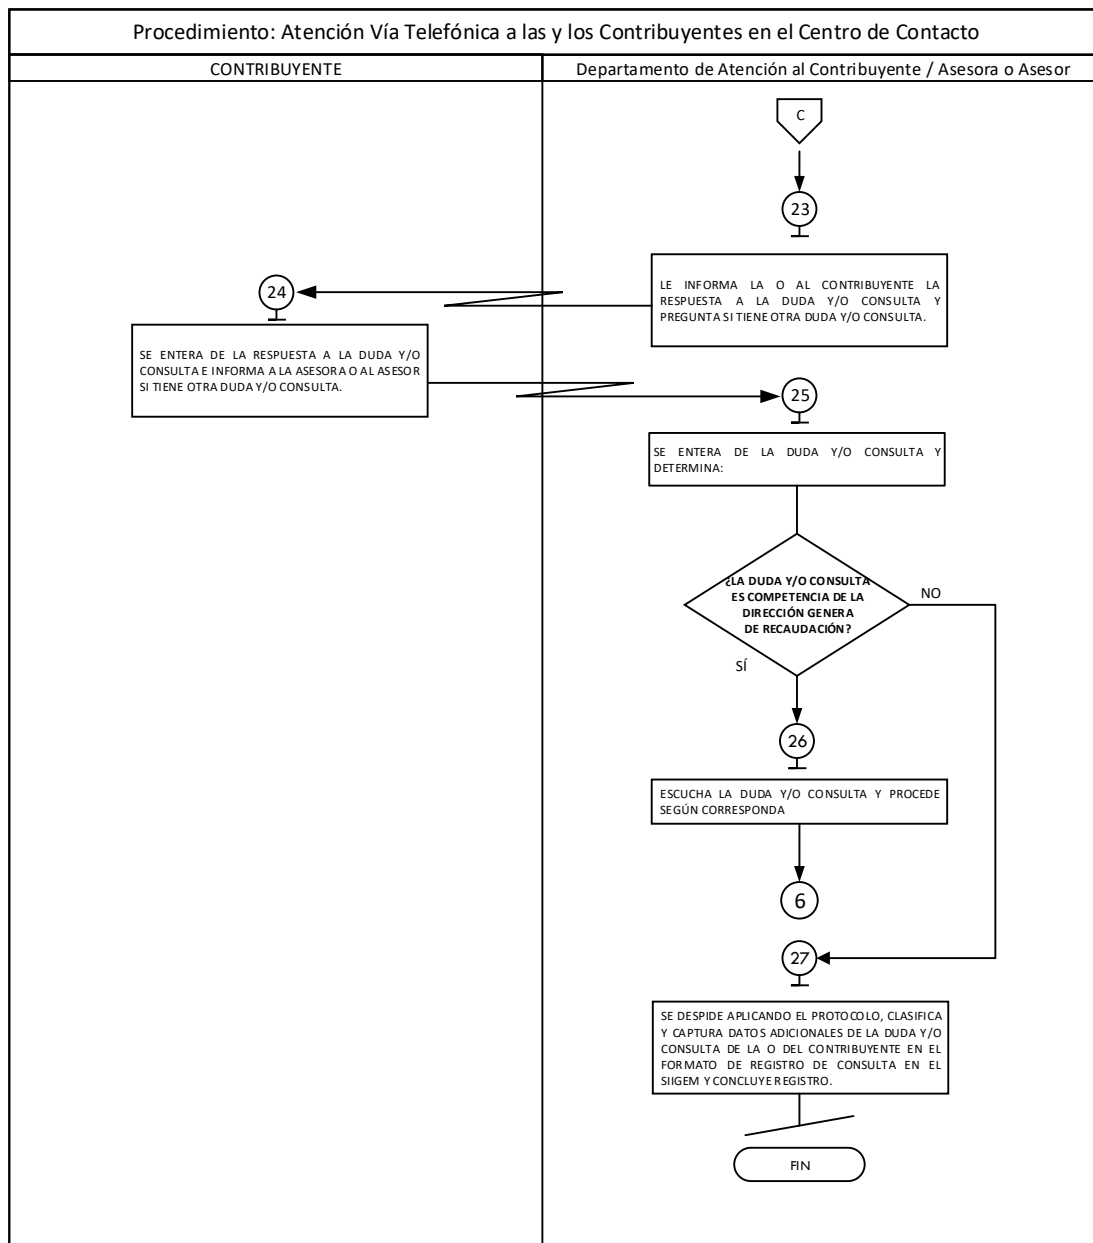 Procedimiento: Atención Vía Telefónica a las y los Contribuyentes en el Centro de Contacto
CONTRIBUYENTE
Departamento de Atención al Contribuyente / Asesora o Asesor
C
23
LE INFORMA LA O AL CONTRIBUYENTE LA
RESPUESTA A LA DUDA Y/O CONSULTA Y
PREGUNTA SI TIENE OTRA DUDA Y/O CONSULTA.
24
SE ENTERA DE LA RESPUESTA A LA DUDA Y/O
CONSULTA E INFORMA A LA ASESORA O AL ASESOR
SI TIENE OTRA DUDA Y/O CONSULTA.
25
SE ENTERA DE LA DUDA Y/O CONSULTA Y
DETERMINA:
¿LA DUDA Y/O CONSULTA
ES COMPETENCIA DE LA
DIRECCIÓN GENERA
DE RECAUDACIÓN?
NO
SÍ
26
ESCUCHA LA DUDA Y/O CONSULTA Y PROCEDE
SEGÚN CORRESPONDA
6
27
SE DESPIDE APLICANDO EL PROTOCOLO, CLASIFICA
Y CAPTURA DATOS ADICIONALES DE LA DUDA Y/O
CONSULTA DE LA O DEL CONTRIBUYENTE EN EL
FORMATO DE REGISTRO DE CONSULTA EN EL
SIIGEM Y CONCLUYE REGISTRO.
FIN